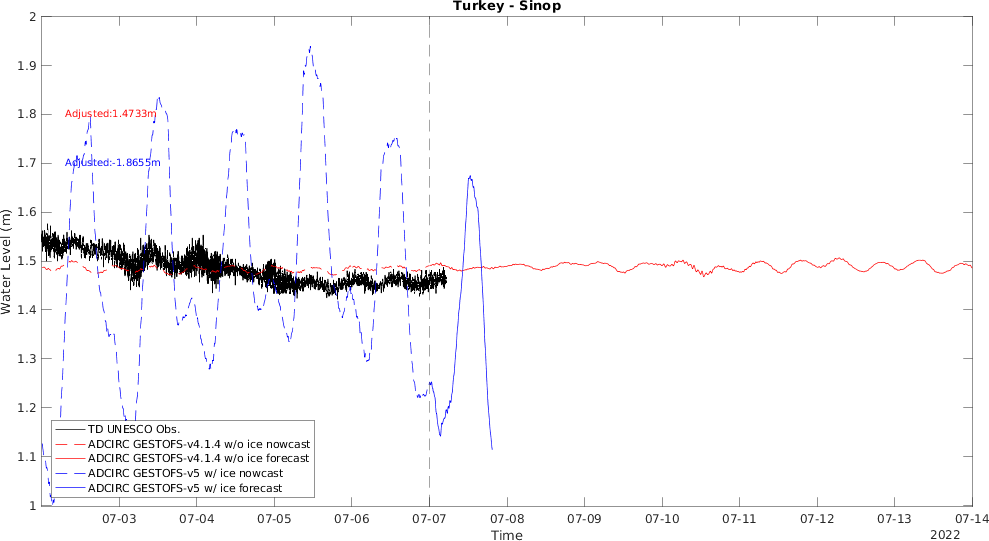 Turkey - Sinop
2
1.9
1.8
1.7
1.6
1.5
1.4
1.3
1.2
1.1
1
Water Level (m)
Adjusted:1.4733m
Adjusted:-1.8655m
TD UNESCO Obs.
ADCIRC GESTOFS-v4.1.4 w/o ice nowcast
ADCIRC GESTOFS-v4.1.4 w/o ice forecast
ADCIRC GESTOFS-v5 w/ ice nowcast
ADCIRC GESTOFS-v5 w/ ice forecast
07-03 07-04 07-05 07-06 07-07 07-08 07-09 07-10 07-11 07-12 07-13 07-14
Time
2022